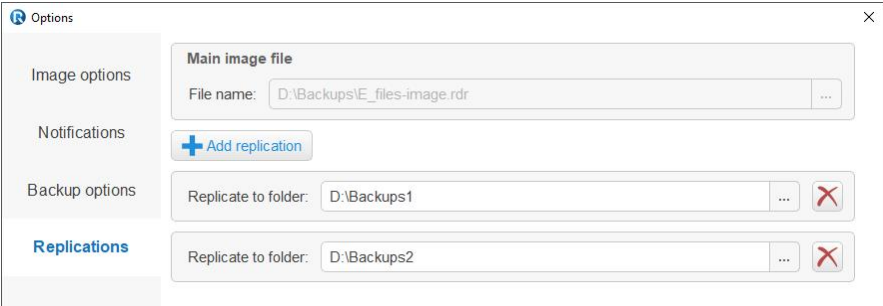 Options
Image options
Notifications
Backup options
Replications
Main image file
File name: D:\Backups\E_files-image.rdr ...
Add replication
Replicate to folder: D:\Backups1 ...
Replicate to folder: D:\Backups2 ...